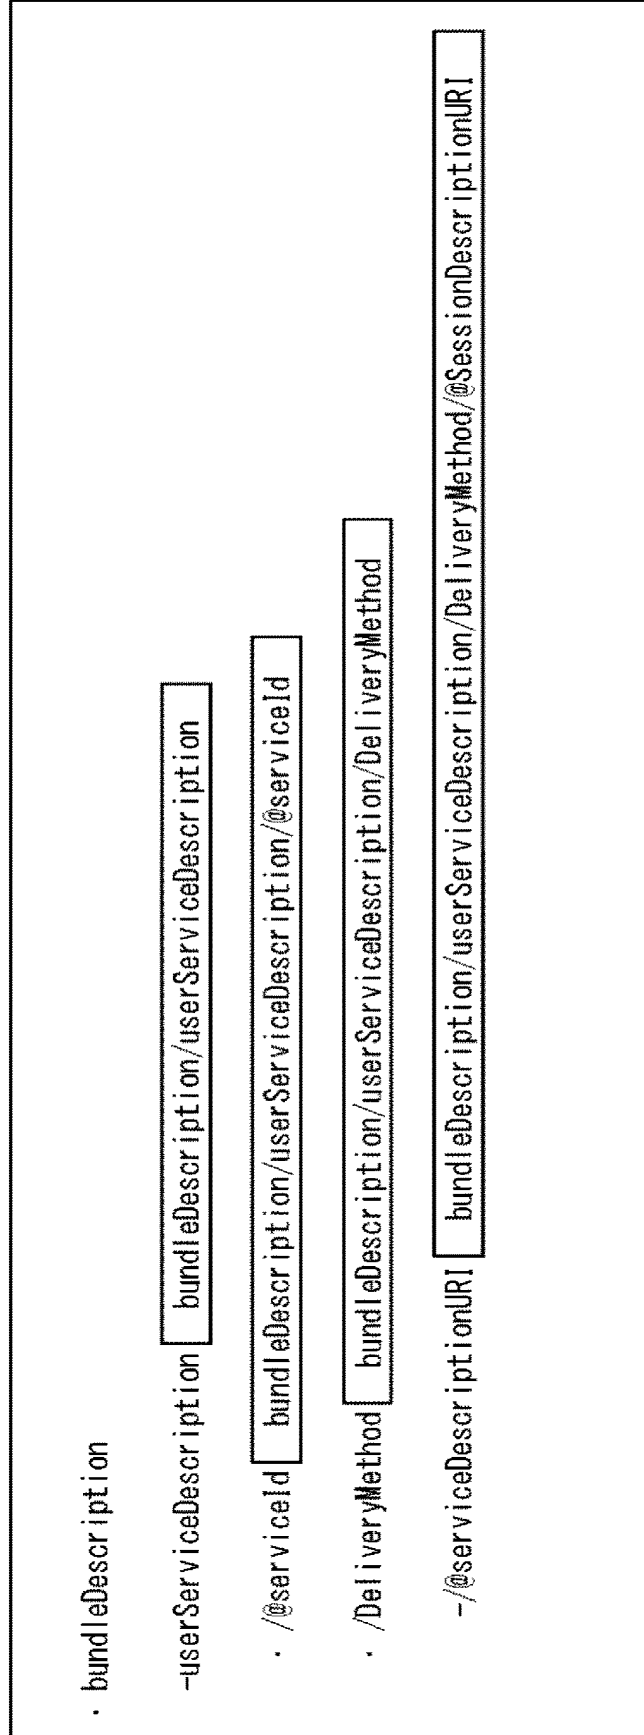 · bundleDescription
-userServiceDescription bundleDescription/userServiceDescription
· /@serviceId bundleDescription/userServiceDescription/@serviceId
· /DeliveryMethod bundleDescription/userServiceDescription/DeliveryMethod
-/@serviceDescriptionURI bundleDescription/userServiceDescription/DeliveryMethod/@SessionDescriptionURI